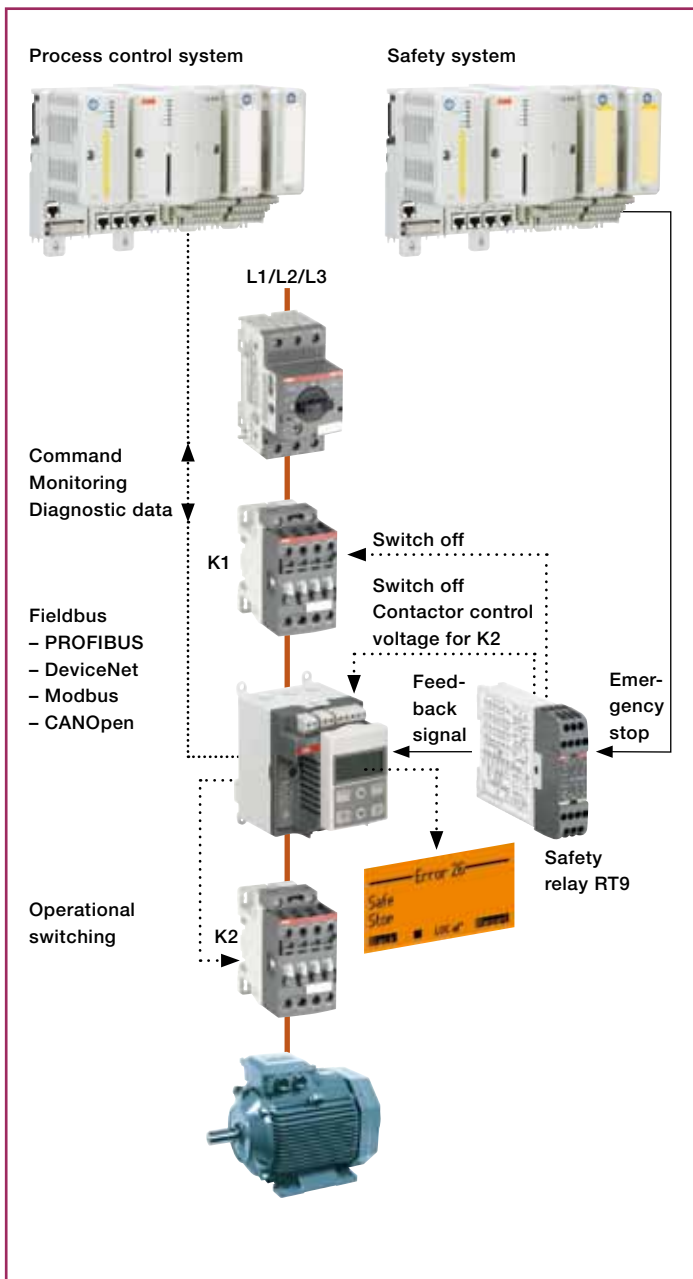 Process control system
Safety system
L1/L2/L3
Command
Monitoring
Diagnostic data
K1
Switch off
Switch off
Contactor control
voltage for K2
Fieldbus
– PROFIBUS
– DeviceNet
– Modbus
– CANOpen
Feed-
back
signal
Emer-
gency
stop
Safety
relay RT9
Error 26
Safe
Stop
LOC
Operational
switching
K2
ABB